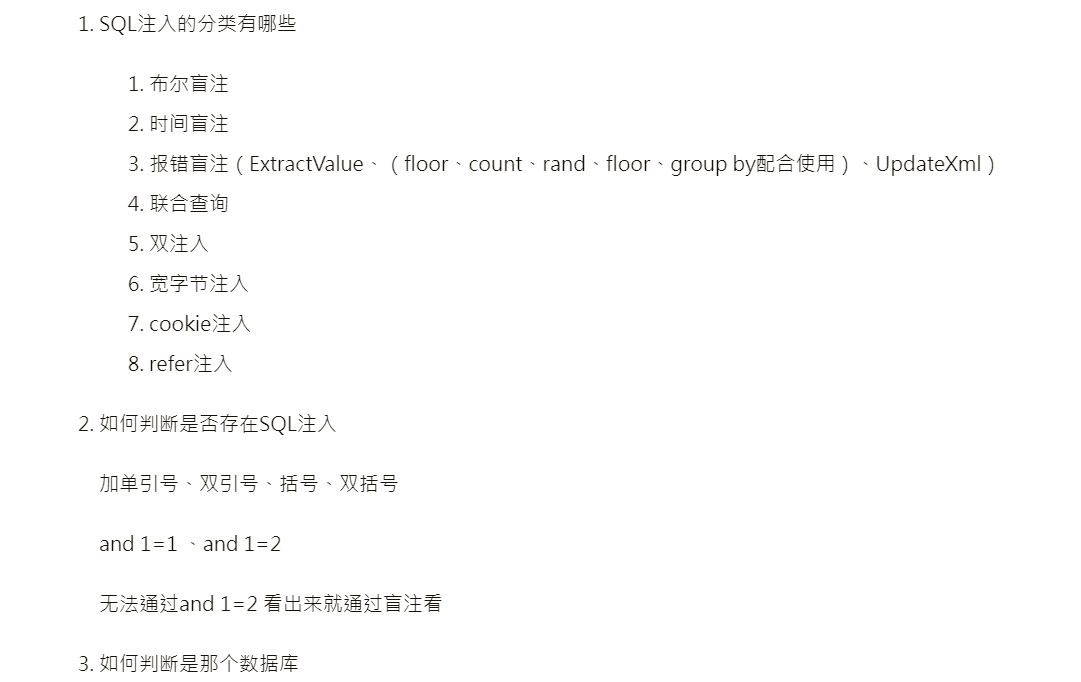 1. SQL注入的分类有哪些
1. 布尔盲注
2. 时间盲注
3. 报错盲注（ExtractValue、（floor、count、rand、floor、group by配合使用）、UpdateXml）
4. 联合查询
5. 双注入
6. 宽字节注入
7. cookie注入
8. refer注入
2. 如何判断是否存在SQL注入
加单引号、双引号、括号、双括号
and 1=1 、and 1=2
无法通过and 1=2 看出来就通过盲注看
3. 如何判断是那个数据库